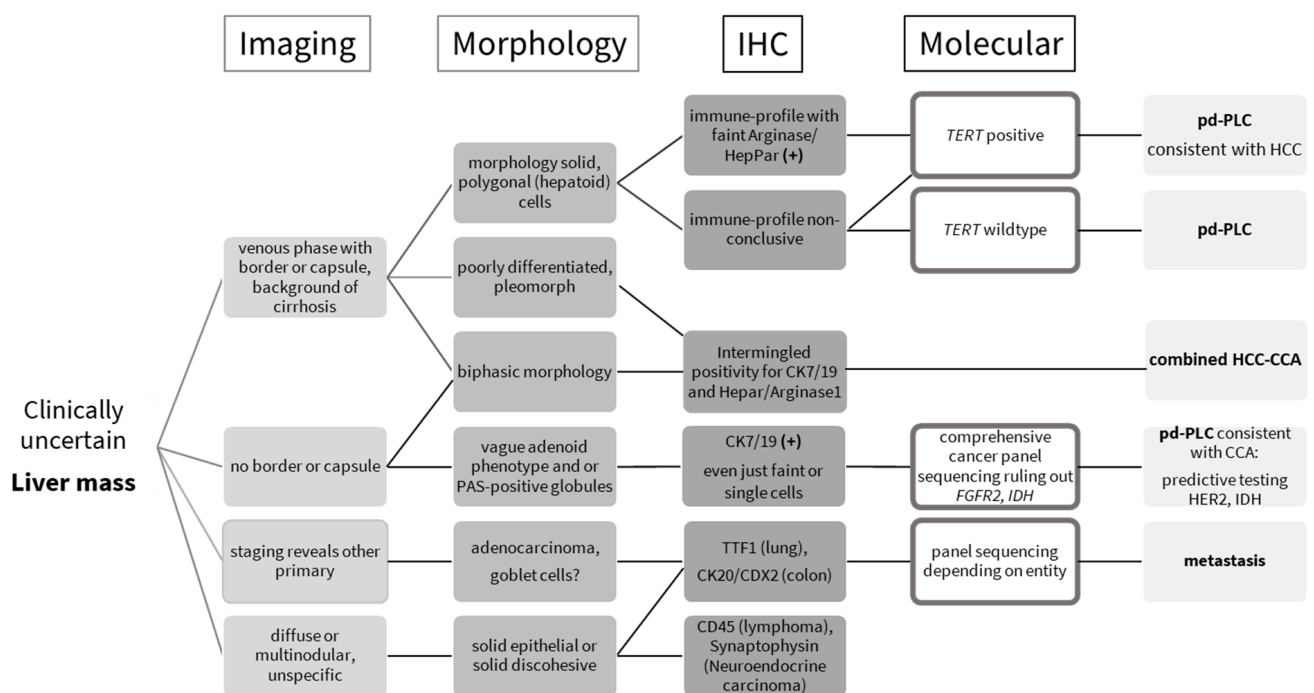 Imaging
Morphology
IHC
Molecular
Clinically
uncertain
Liver mass
venous phase with
border or capsule,
background of
cirrhosis
no border or capsule
staging reveals other
primary
diffuse or
multinodular,
unspecific
morphology solid,
polygonal (hepatoid)
cells
poorly differentiated,
pleomorph
biphasic morphology
vague adenoid
phenotype and or
PAS-positive globules
adenocarcinoma,
goblet cells?
solid epithelial or
solid discohesive
immune-profile with
faint Arginase/
HepPar (+)
immune-profile non-
conclusive
Intermingled
positivity for CK7/19
and Hepar/Arginase1
CK7/19 (+)
even just faint or
single cells
TTF1 (lung),
CK20/CDX2 (colon)
CD45 (lymphoma),
Synaptophysin
(Neuroendocrine
carcinoma)
TERT positive
TERT wildtype
comprehensive
cancer panel
sequencing ruling out
FGFR2, IDH
panel sequencing
depending on entity
pd-PLC
consistent with HCC
pd-PLC
combined HCC-CCA
pd-PLC consistent
with CCA:
predictive testing
HER2, IDH
metastasis